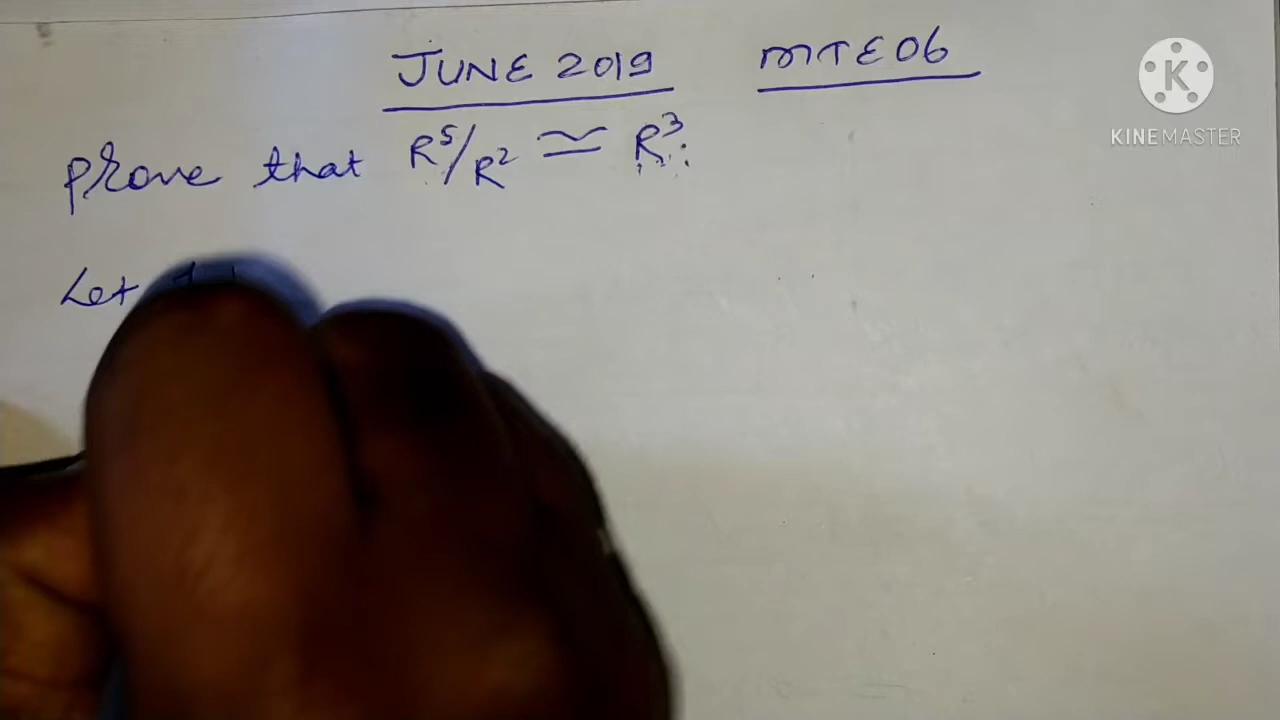 JUNE 2019 MTE06
KINEMASTER
Prove that R⁵/R² ≃ R³.
Let